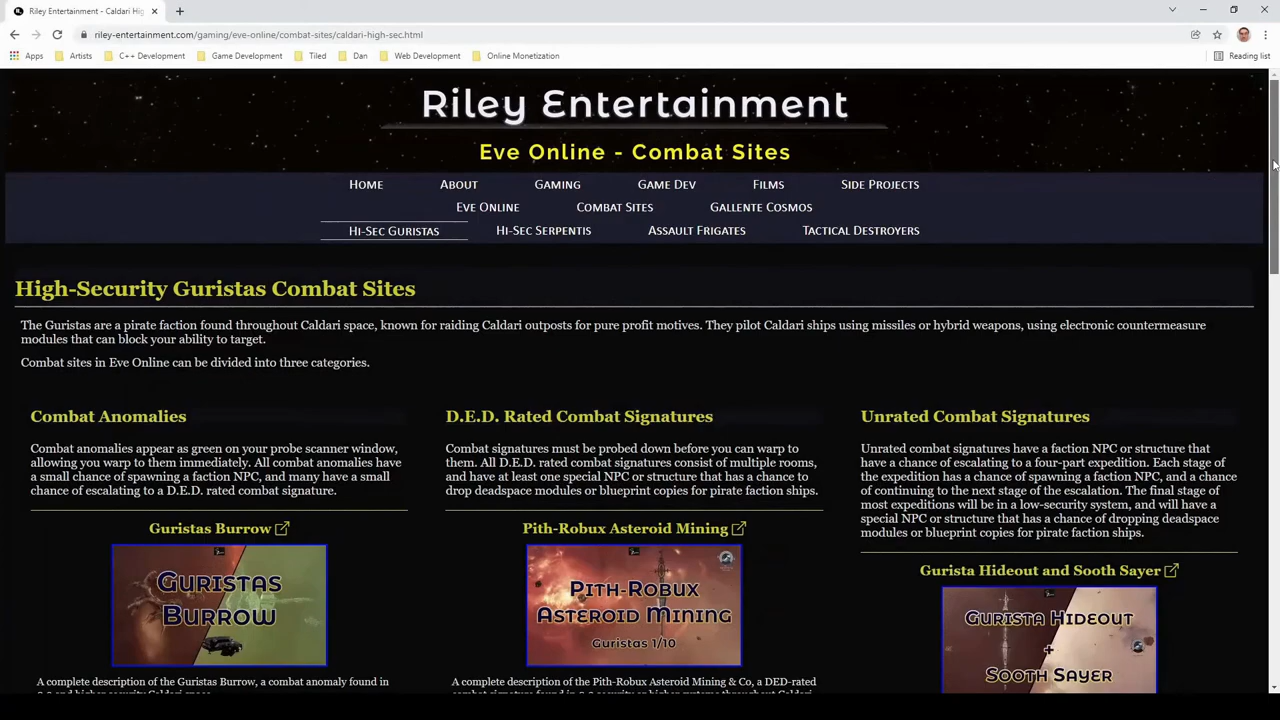 Riley Entertainment - Caldari Hig
riley-entertainment.com/gaming/eve-online/combat-sites/caldari-high-sec.html
Apps Artists C++ Development Game Development Tiled Dan Web Development Online Monetization Reading list
Riley Entertainment
Eve Online - Combat Sites
Home About Gaming Game Dev Films Side Projects
Eve Online Combat Sites Gallente Cosmos
Hi-Sec Guristas Hi-Sec Serpentis Assault Frigates Tactical Destroyers
High-Security Guristas Combat Sites
The Guristas are a pirate faction found throughout Caldari space, known for raiding Caldari outposts for pure profit motives. They pilot Caldari ships using missiles or hybrid weapons, using electronic countermeasure
modules that can block your ability to target.
Combat sites in Eve Online can be divided into three categories.
Combat Anomalies
Combat anomalies appear as green on your probe scanner window,
allowing you warp to them immediately. All combat anomalies have
a small chance of spawning a faction NPC, and many have a small
chance of escalating to a D.E.D. rated combat signature.
Guristas Burrow
Guristas
Burrow
A complete description of the Guristas Burrow, a combat anomaly found in
D.E.D. Rated Combat Signatures
Combat signatures must be probed down before you can warp to
them. All D.E.D. rated combat signatures consist of multiple rooms,
and have at least one special NPC or structure that has a chance to
drop deadspace modules or blueprint copies for pirate faction ships.
Pith-Robux Asteroid Mining
Pith-Robux
Asteroid Mining
Guristas 1/10
A complete description of the Pith-Robux Asteroid Mining & Co, a DED-rated
Unrated Combat Signatures
Unrated combat signatures have a faction NPC or structure that
have a chance of escalating to a four-part expedition. Each stage of
the expedition has a chance of spawning a faction NPC, and a chance
of continuing to the next stage of the escalation. The final stage of
most expeditions will be in a low-security system, and will have a
special NPC or structure that has a chance of dropping deadspace
modules or blueprint copies for pirate faction ships.
Gurista Hideout and Sooth Sayer
Gurista Hideout
+
Sooth Sayer